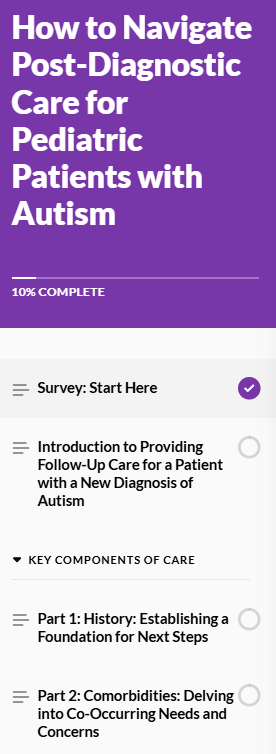 How to Navigate
Post-Diagnostic
Care for
Pediatric
Patients with
Autism
10% COMPLETE
Survey: Start Here
Introduction to Providing
Follow-Up Care for a Patient
with a New Diagnosis of
Autism
KEY COMPONENTS OF CARE
Part 1: History: Establishing a
Foundation for Next Steps
Part 2: Comorbidities: Delving
into Co-Occurring Needs and
Concerns